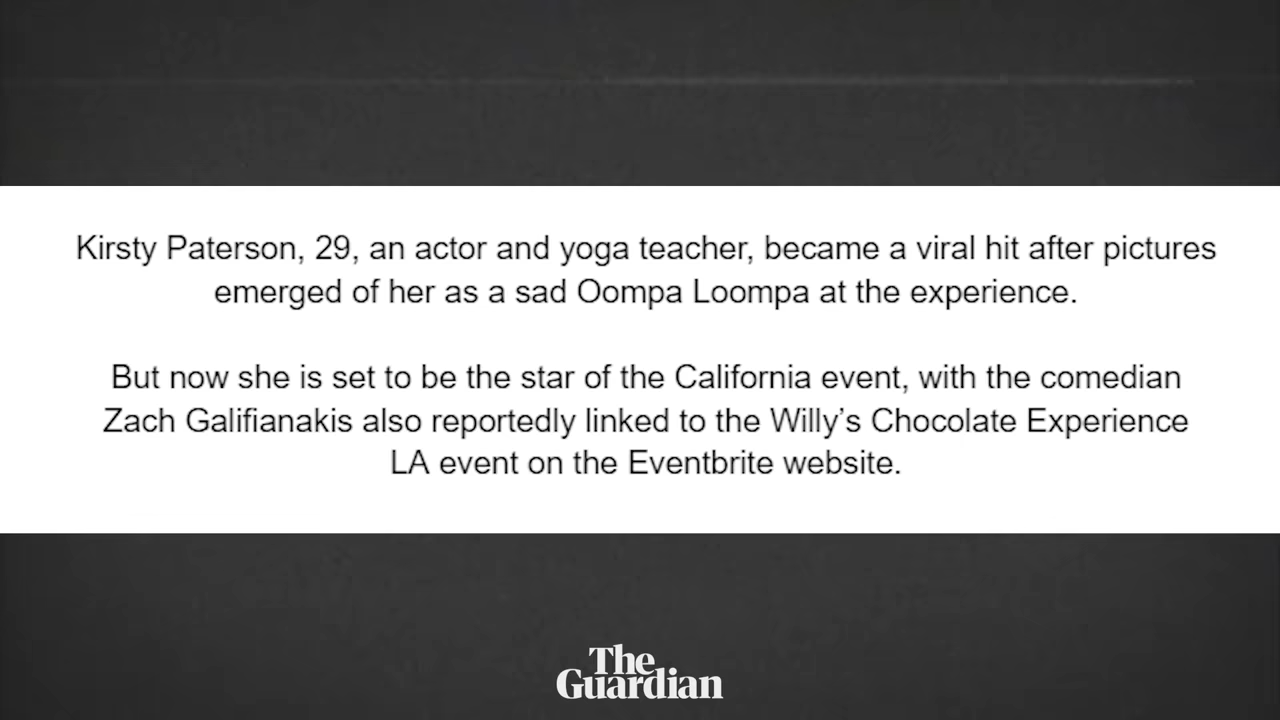 Kirsty Paterson, 29, an actor and yoga teacher, became a viral hit after pictures
emerged of her as a sad Oompa Loompa at the experience.
But now she is set to be the star of the California event, with the comedian
Zach Galifianakis also reportedly linked to the Willy’s Chocolate Experience
LA event on the Eventbrite website.
The
Guardian